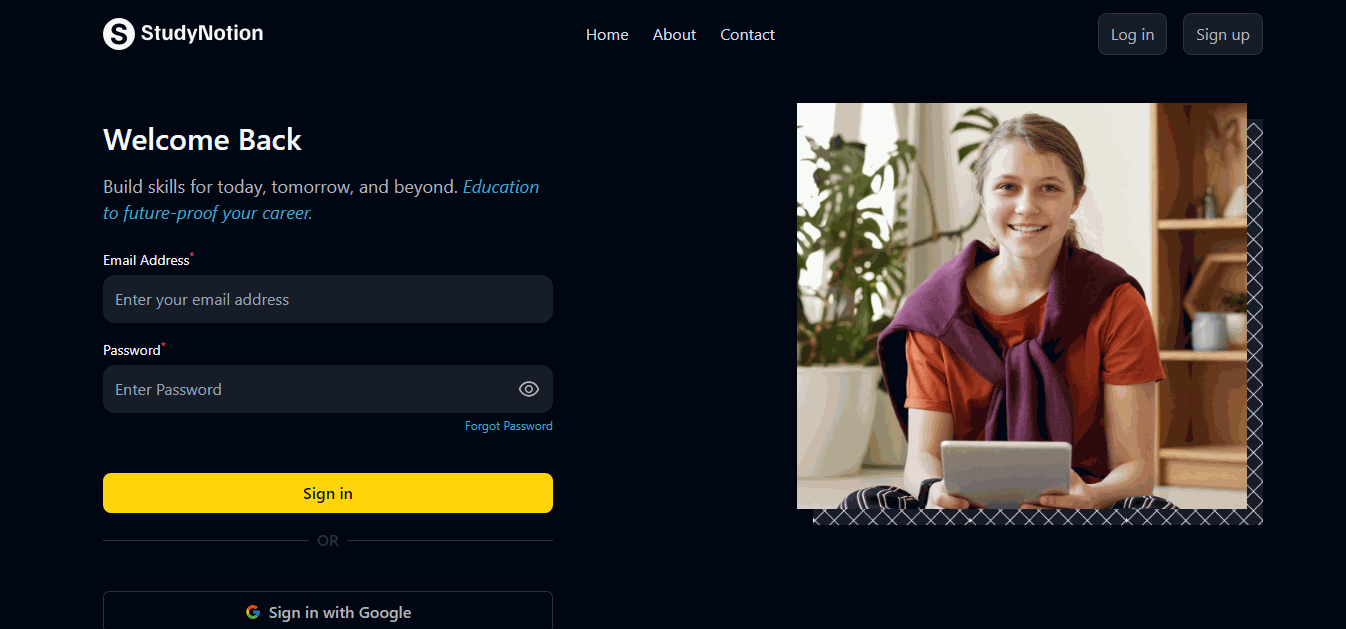 S StudyNotion
Home About Contact
Log in Sign up
Welcome Back
Build skills for today, tomorrow, and beyond. Education
to future-proof your career.
Email Address*
Enter your email address
Password*
Enter Password
Forgot Password
Sign in
OR
Sign in with Google